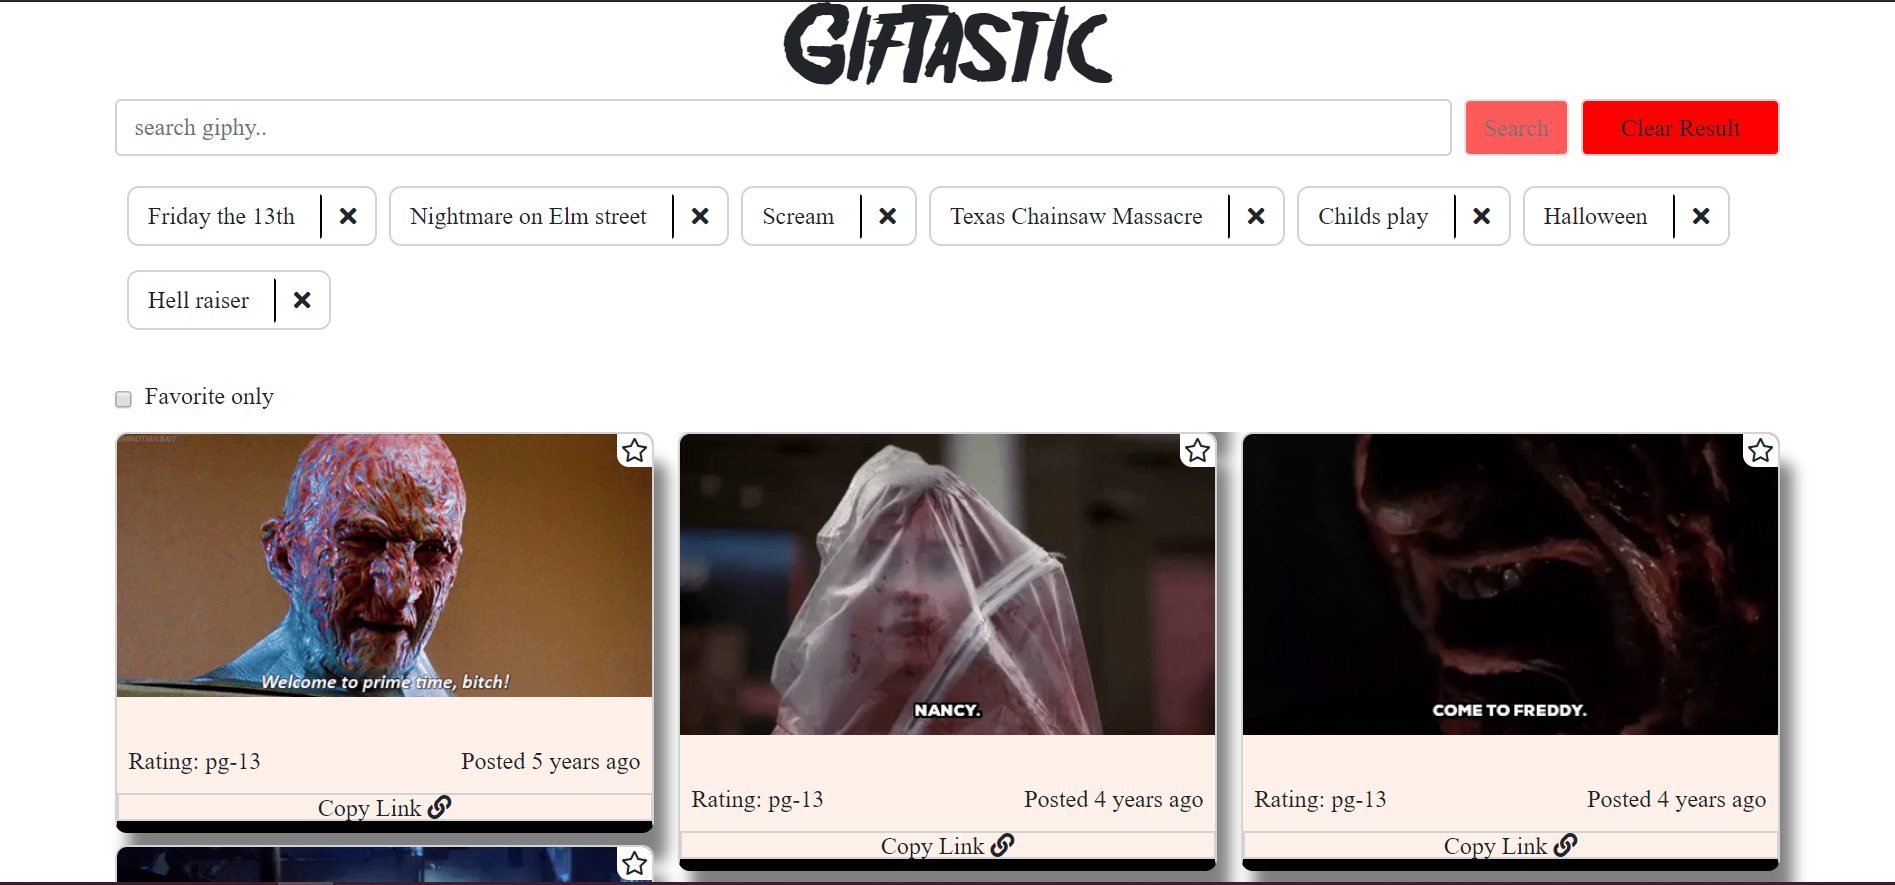 GIFTASTIC
search giphy..
Search
Clear Result
Friday the 13th
Nightmare on Elm street
Scream
Texas Chainsaw Massacre
Childs play
Halloween
Hell raiser
Favorite only
Welcome to prime time, bitch!
Rating: pg-13
Posted 5 years ago
Copy Link
NANCY.
Rating: pg-13
Posted 4 years ago
Copy Link
COME TO FREDDY.
Rating: pg-13
Posted 4 years ago
Copy Link